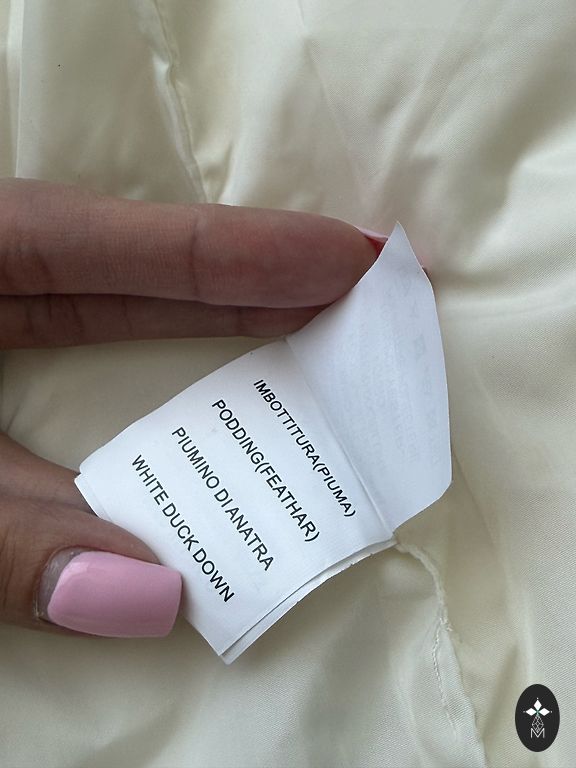 IMBOTTITURA(PIUMA)
PODDING(FEATHAR)
PIUMINO DI ANATRA
WHITE DUCK DOWN
M